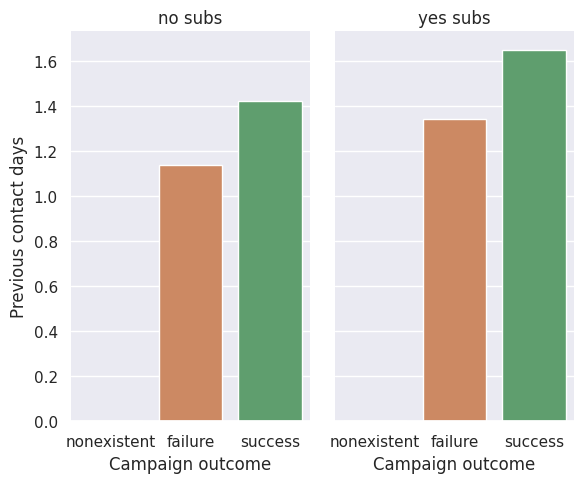 no subs
yes subs
1.6
1.4
1.2
1.0
0.8
0.6
0.4
0.2
0.0
Previous contact days
nonexistent failure success
nonexistent failure success
Campaign outcome
Campaign outcome